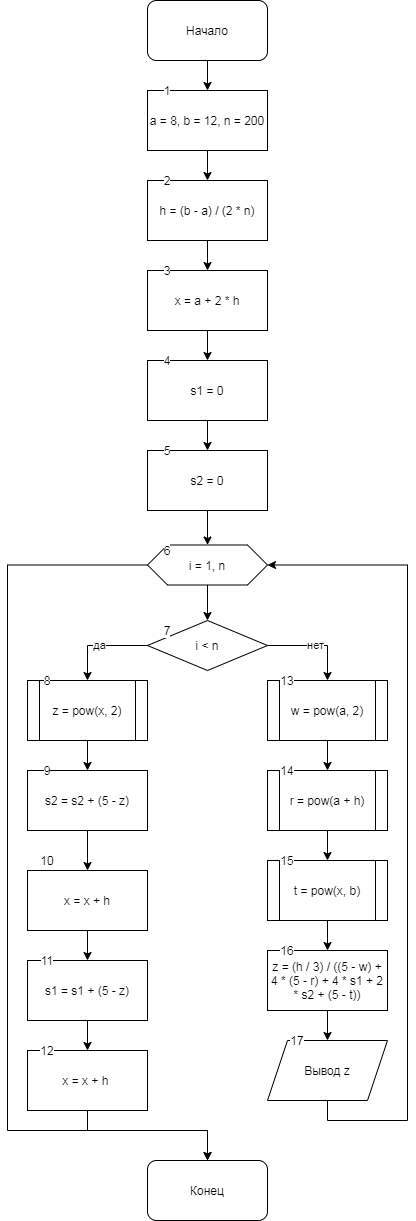 Начало
1
a = 8, b = 12, n = 200
2
h = (b - a) / (2 * n)
3
x = a + 2 * h
4
s1 = 0
5
s2 = 0
6
i = 1, n
7
i < n
да
нет
8
z = pow(x, 2)
9
s2 = s2 + (5 - z)
10
x = x + h
11
s1 = s1 + (5 - z)
12
x = x + h
13
w = pow(a, 2)
14
r = pow(a + h)
15
t = pow(x, b)
16
z = (h / 3) / ((5 - w) +
4 * (5 - r) + 4 * s1 + 2
* s2 + (5 - t))
17
Вывод z
Конец